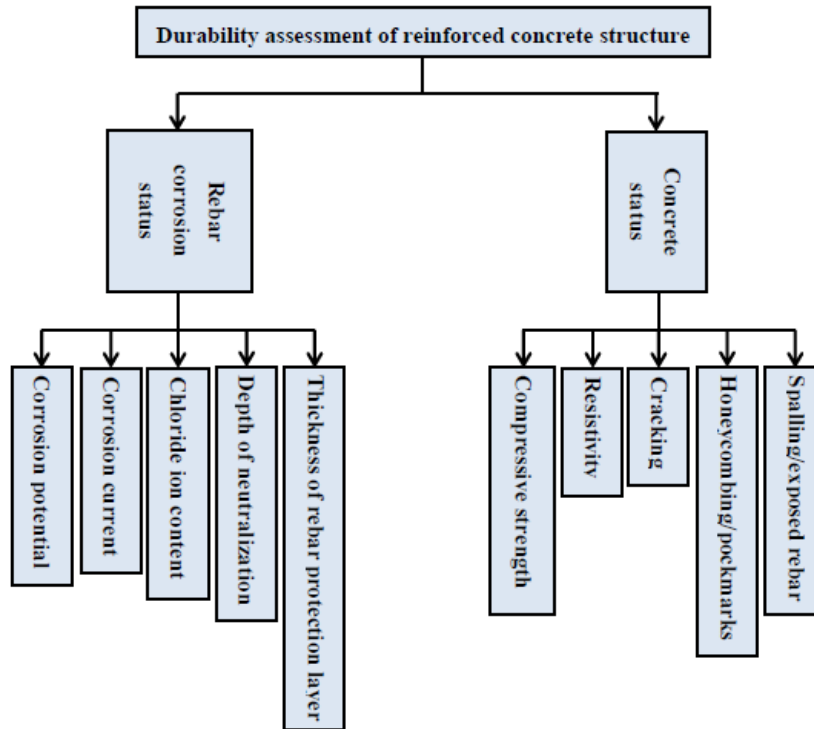 Durability assessment of reinforced concrete structure
Rebar
corrosion
status
Concrete
status
Corrosion potential
Corrosion current
Chloride ion content
Depth of neutralization
Thickness of rebar protection layer
Compressive strength
Resistivity
Cracking
Honeycombing/pockmarks
Spalling/exposed rebar